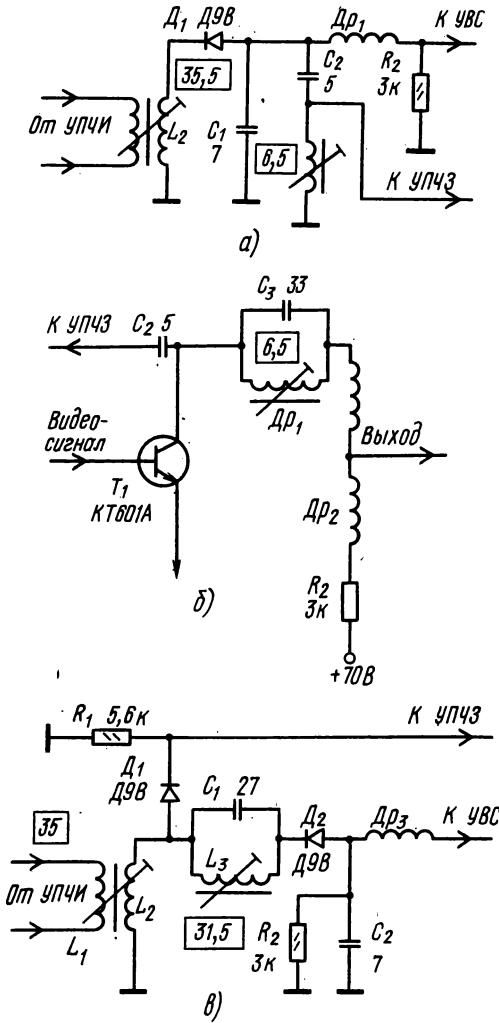 Д1 Д9В
Др1
К УВС
35,5
C2
5
R2
3к
От УПЧИ
L2
C1
7
6,5
К УПЧЗ
а)
C3 33
К УПЧЗ
C2 5
6,5
Др1
Видео-
сигнал
Выход
T1
КТ601А
Др2
R2
3к
б)
+70В
R1 5,6к
К УПЧЗ
Д1
Д9В
C1 27
35
Д2
Д9В
Др3
К УВС
L3
От УПЧИ
L2
L1
31,5
R2
3к
C2
7
в)